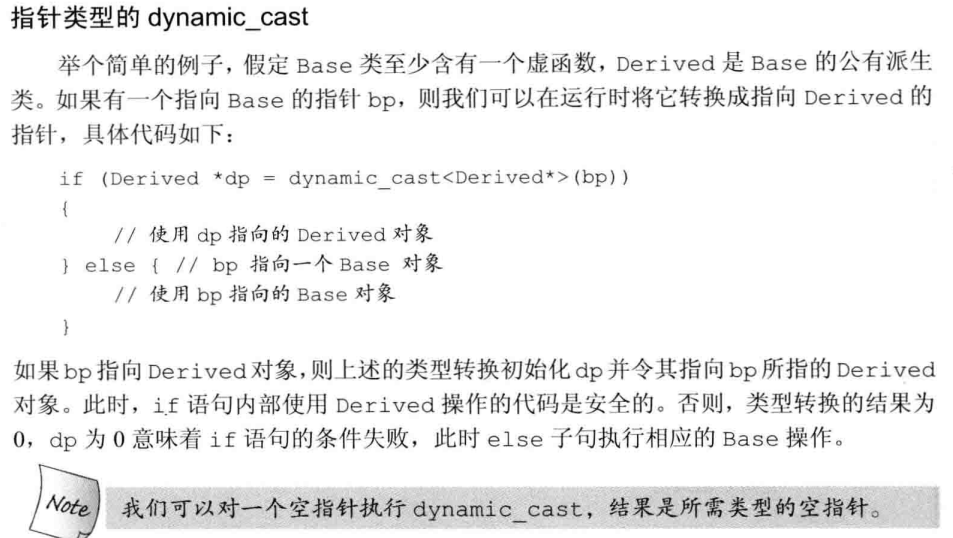 指针类型的 dynamic_cast
举个简单的例子，假定 Base 类至少含有一个虚函数，Derived 是 Base 的公有派生
类。如果有一个指向 Base 的指针 bp，则我们可以在运行时将它转换成指向 Derived 的
指针，具体代码如下：
if (Derived *dp = dynamic_cast<Derived*>(bp))
{
// 使用 dp 指向的 Derived 对象
} else { // bp 指向一个 Base 对象
// 使用 bp 指向的 Base 对象
}
如果 bp 指向 Derived 对象，则上述的类型转换初始化 dp 并令其指向 bp 所指的 Derived
对象。此时，if 语句内部使用 Derived 操作的代码是安全的。否则，类型转换的结果为
0，dp 为 0 意味着 if 语句的条件失败，此时 else 子句执行相应的 Base 操作。
Note 我们可以对一个空指针执行 dynamic_cast，结果是所需类型的空指针。